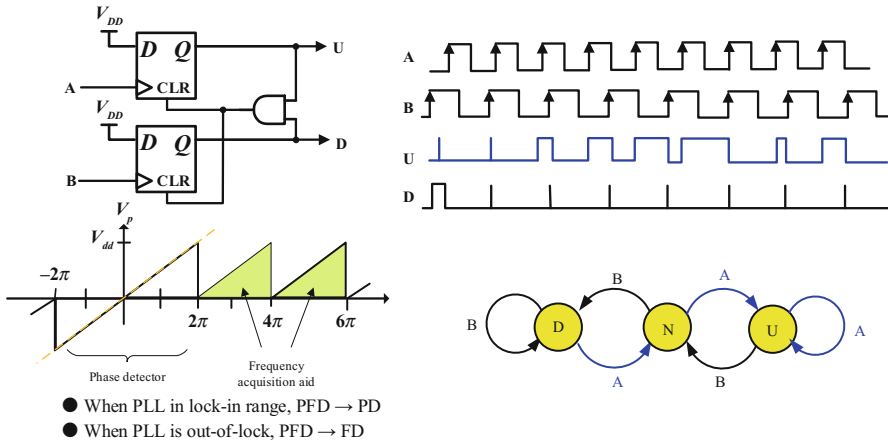 V_DD
D Q
U
A
CLR
V_DD
D Q
D
B
CLR
A
B
U
D
V_p
V_dd
−2π
2π
4π
6π
Phase detector
Frequency
acquisition aid
B
D
B
A
N
A
B
U
A
● When PLL in lock-in range, PFD → PD
● When PLL is out-of-lock, PFD → FD